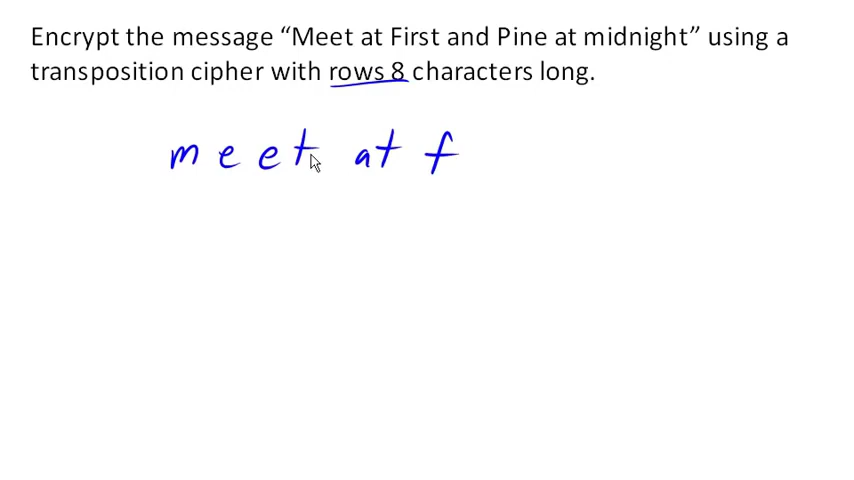 Encrypt the message “Meet at First and Pine at midnight” using a
transposition cipher with rows 8 characters long.
m e e t at f